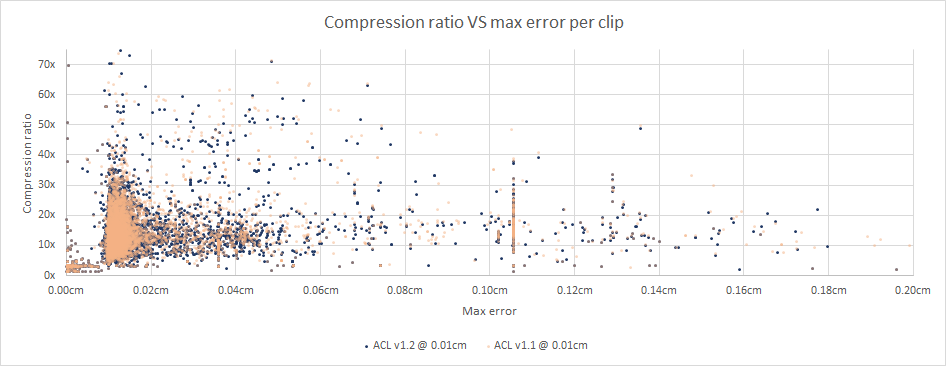 Compression ratio VS max error per clip
70x
60x
50x
40x
30x
20x
10x
0x
Compression ratio
0.00cm 0.02cm 0.04cm 0.06cm 0.08cm 0.10cm 0.12cm 0.14cm 0.16cm 0.18cm 0.20cm
Max error
ACL v1.2 @ 0.01cm ACL v1.1 @ 0.01cm